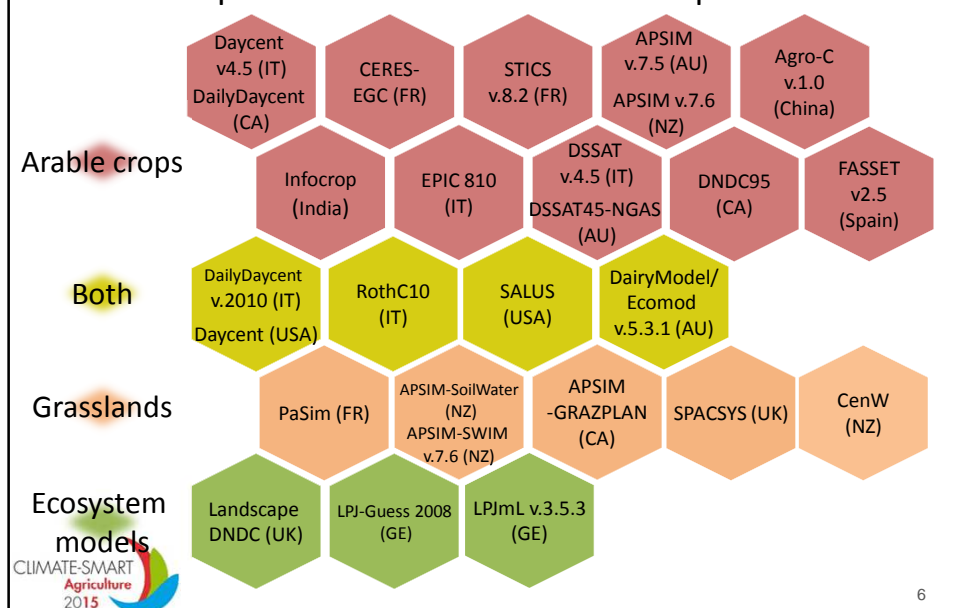 Daycent
v4.5 (IT)
DailyDaycent
(CA)
CERES-
EGC (FR)
STICS
v.8.2 (FR)
APSIM
v.7.5 (AU)
APSIM v.7.6
(NZ)
Agro-C
v.1.0
(China)
Arable crops
Infocrop
(India)
EPIC 810
(IT)
DSSAT
v.4.5 (IT)
DSSAT45-NGAS
(AU)
DNDC95
(CA)
FASSET
v2.5
(Spain)
Both
DailyDaycent
v.2010 (IT)
Daycent (USA)
RothC10
(IT)
SALUS
(USA)
DairyModel/
Ecomod
v.5.3.1 (AU)
Grasslands
PaSim (FR)
APSIM-SoilWater
(NZ)
APSIM-SWIM
v.7.6 (NZ)
APSIM
-GRAZPLAN
(CA)
SPACSYS (UK)
CenW
(NZ)
Ecosystem
models
Landscape
DNDC (UK)
LPJ-Guess 2008
(GE)
LPJmL v.3.5.3
(GE)
CLIMATE-SMART
Agriculture
2015
6